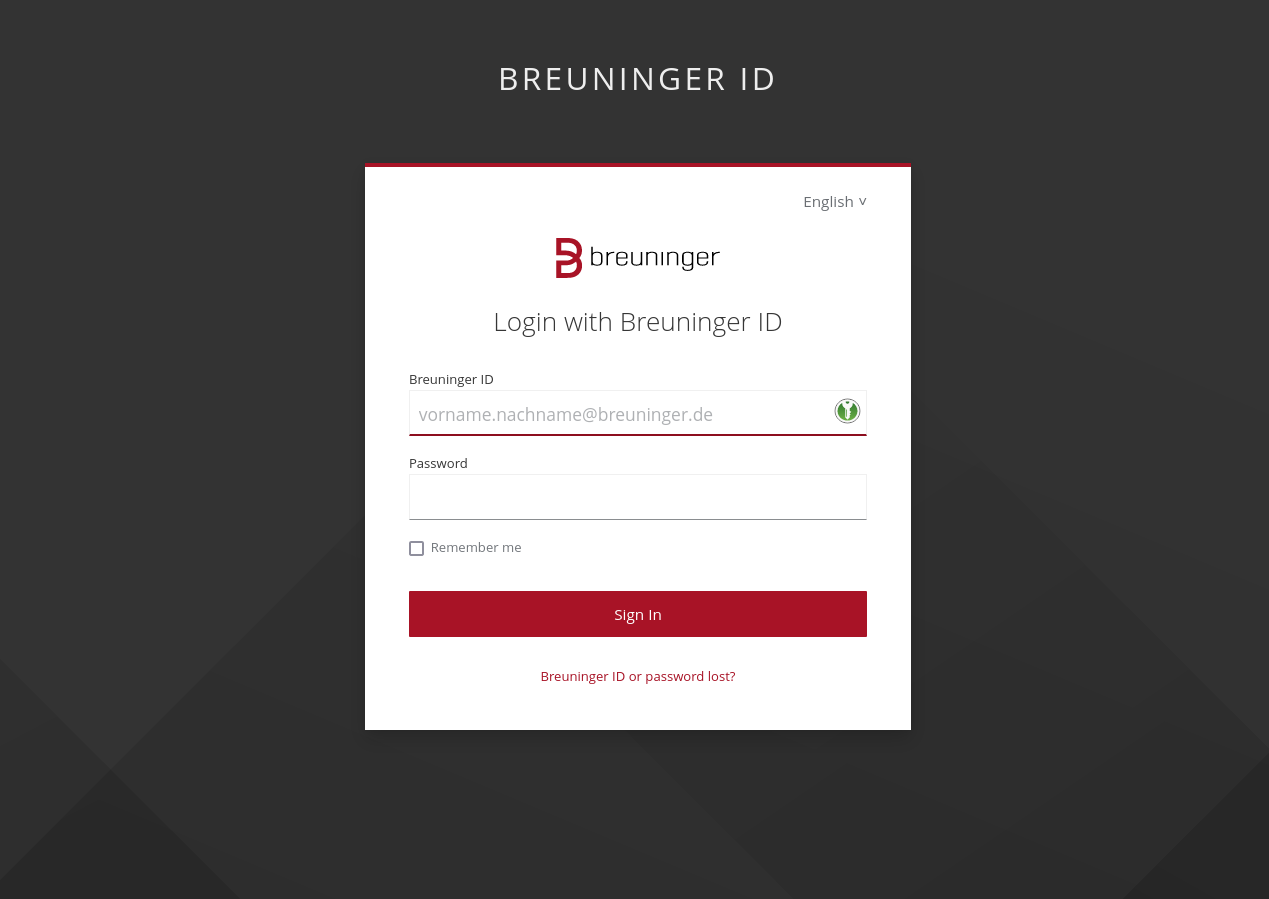 BREUNINGER ID
English v
breuninger
Login with Breuninger ID
Breuninger ID
vorname.nachname@breuninger.de
Password
Remember me
Sign In
Breuninger ID or password lost?